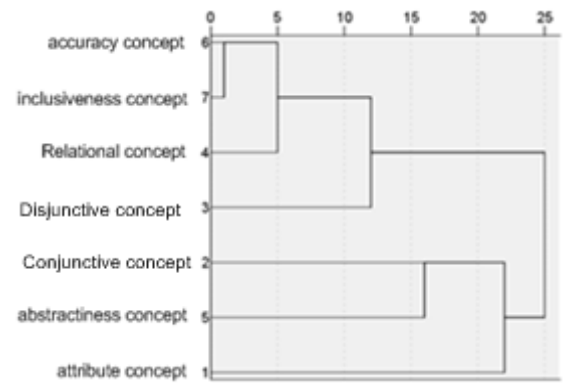 0 5 10 15 20 25
accuracy concept 6
inclusiveness concept 7
Relational concept 4
Disjunctive concept 3
Conjunctive concept 2
abstractiness concept 5
attribute concept 1